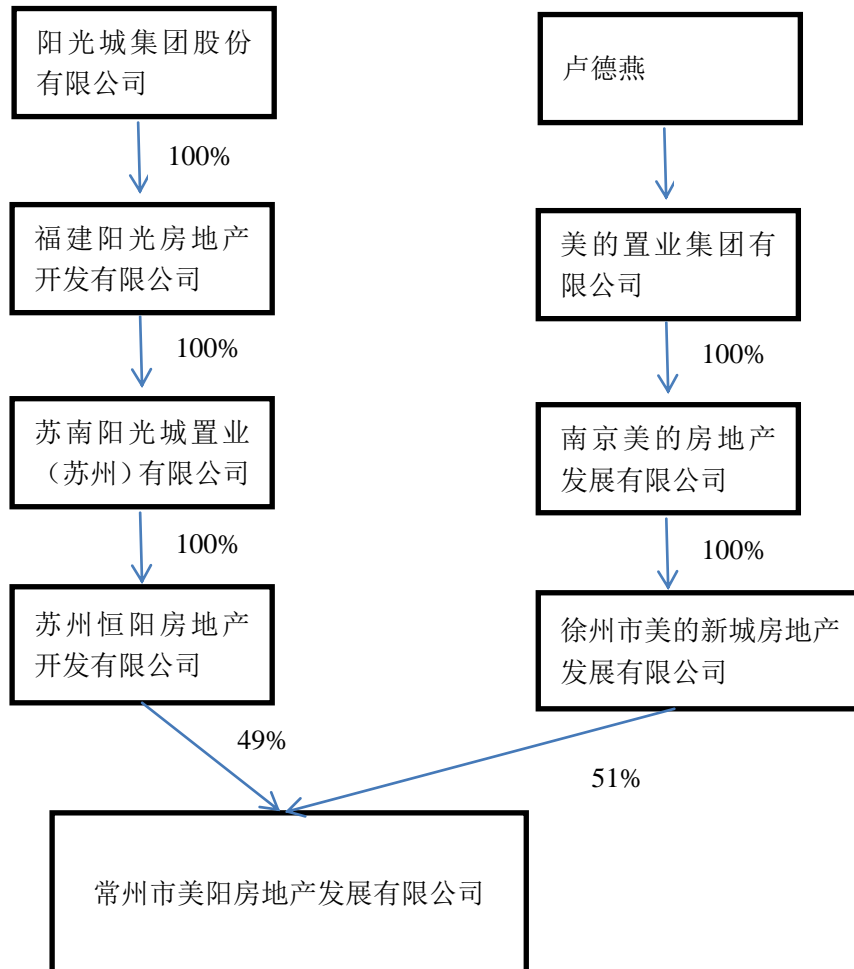 阳光城集团股份
有限公司
卢德燕
100%
福建阳光房地产
开发有限公司
美的置业集团有
限公司
100%
100%
苏南阳光城置业
（苏州）有限公司
南京美的房地产
发展有限公司
100%
100%
苏州恒阳房地产
开发有限公司
徐州市美的新城房地产
发展有限公司
49%
51%
常州市美阳房地产发展有限公司